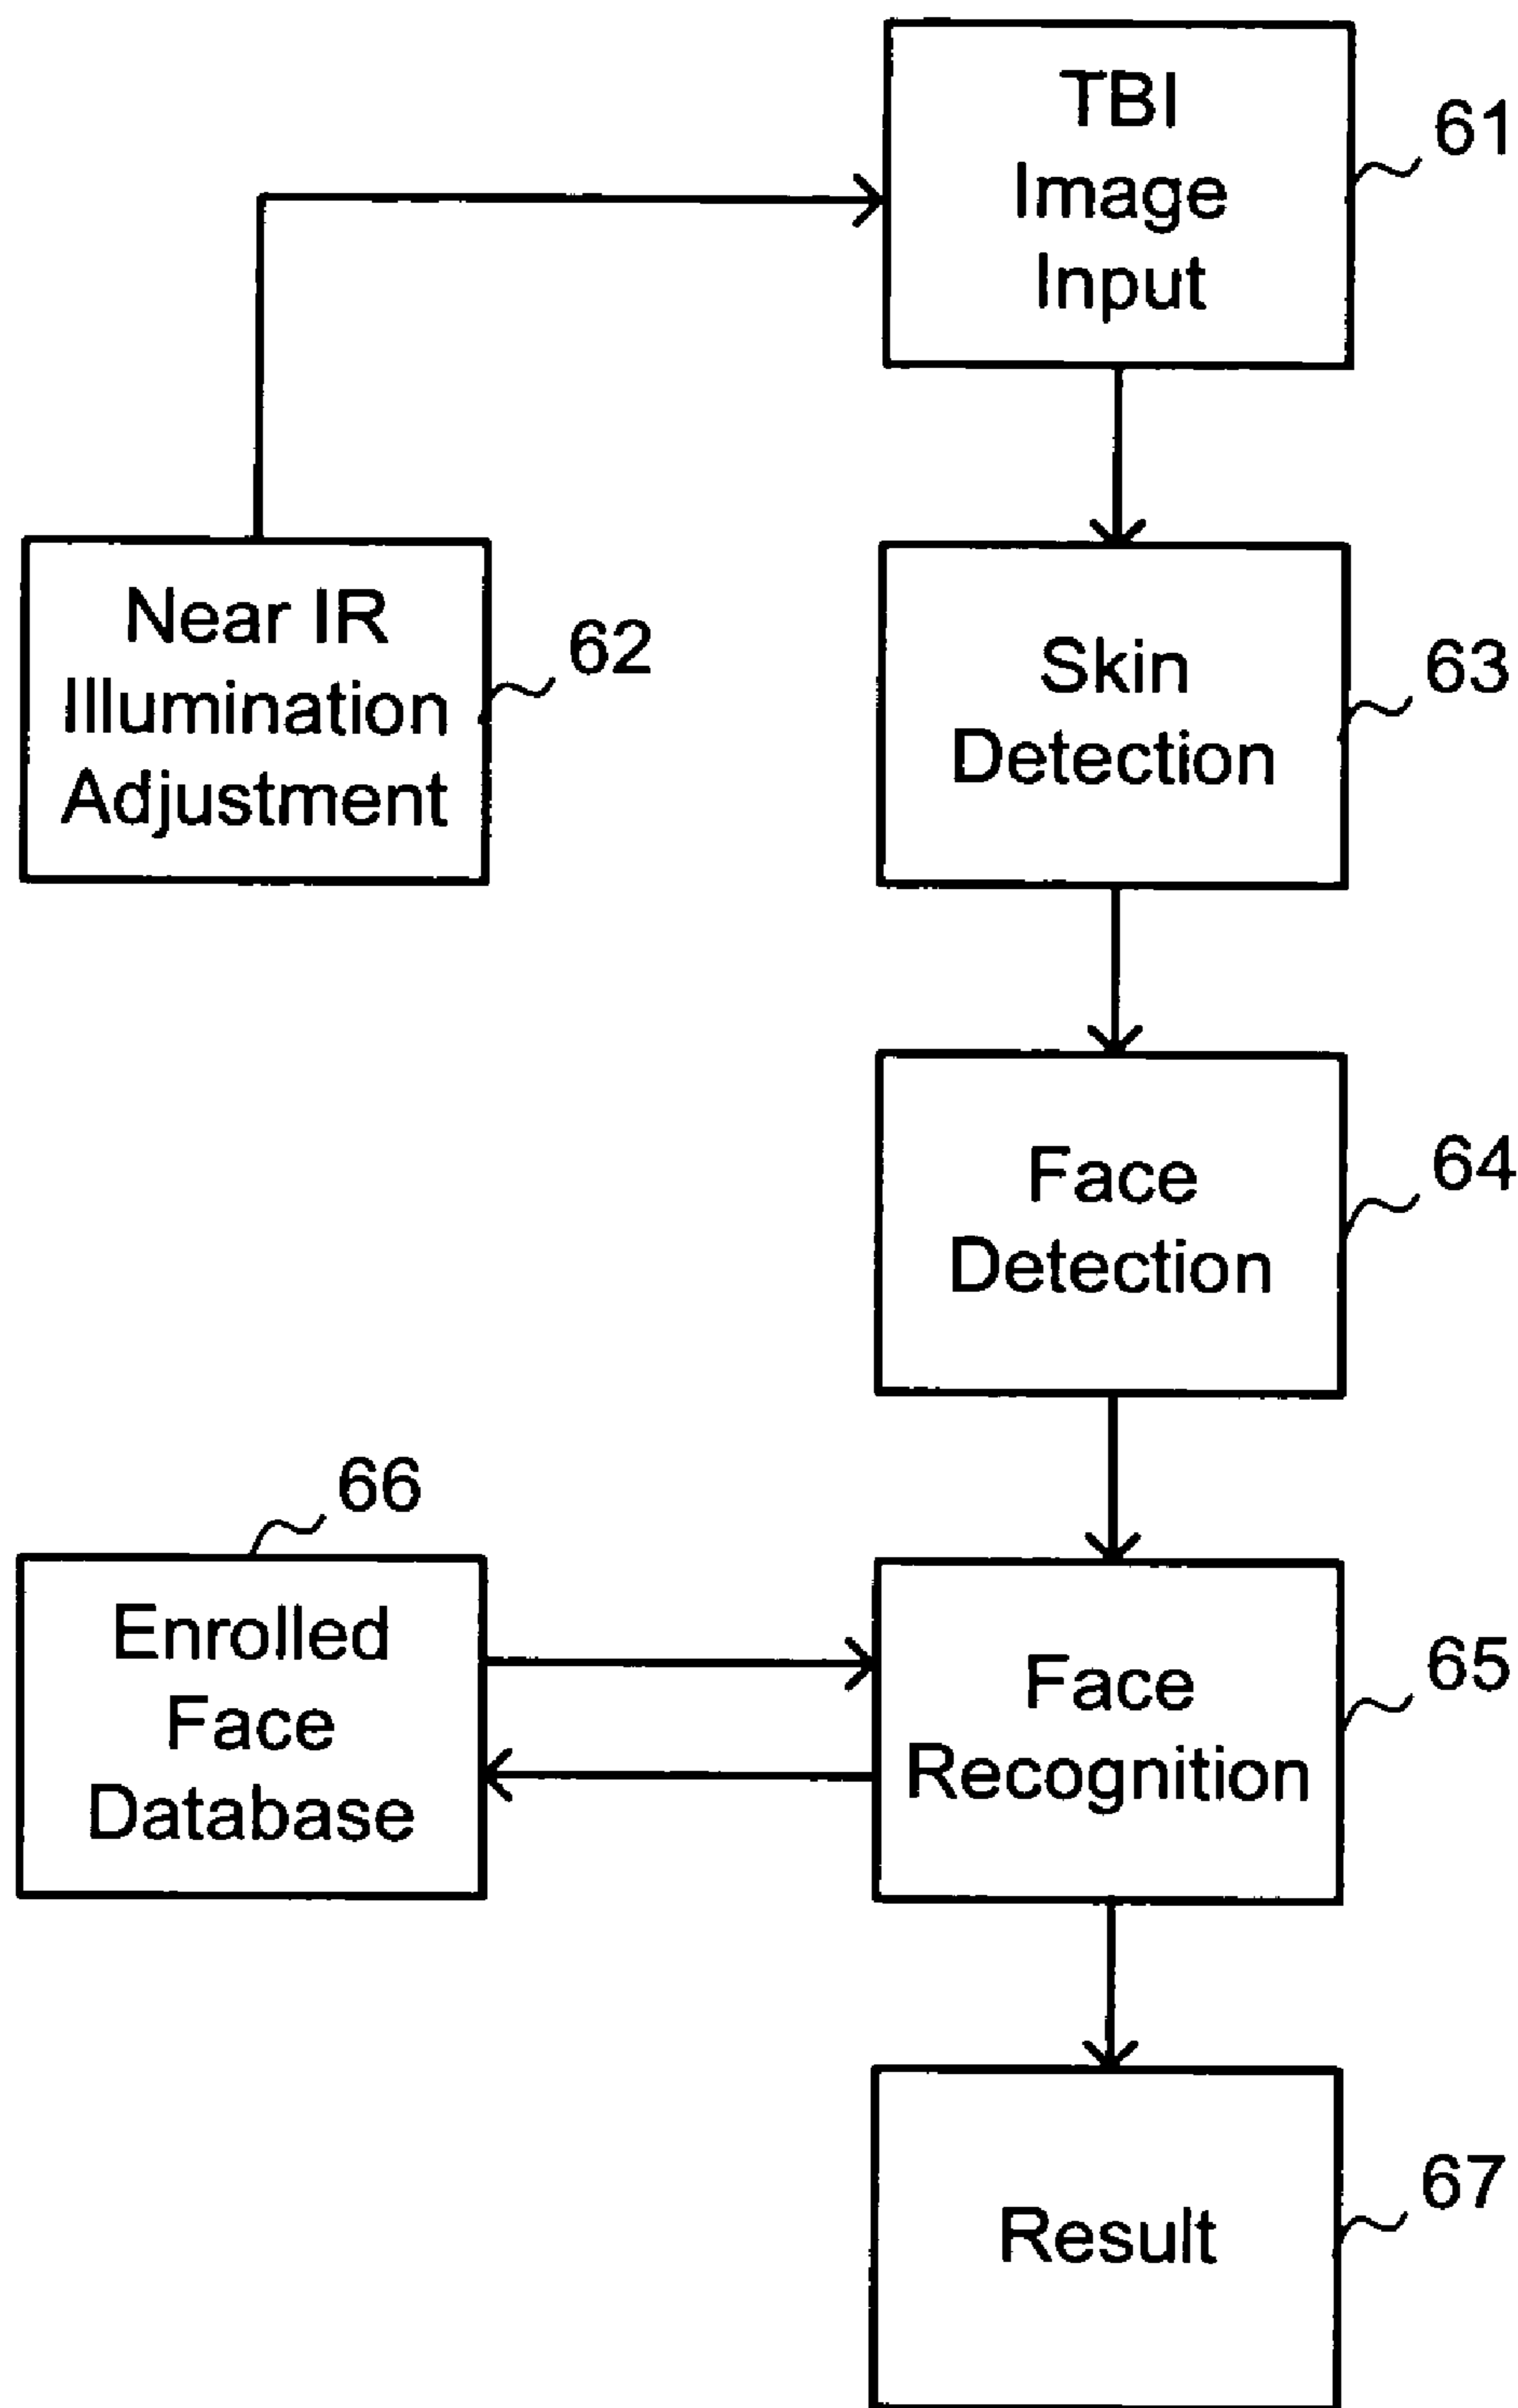 TBI
Image
Input
61
Near IR
Illumination
Adjustment
62
Skin
Detection
63
Face
Detection
64
66
Enrolled
Face
Database
Face
Recognition
65
Result
67